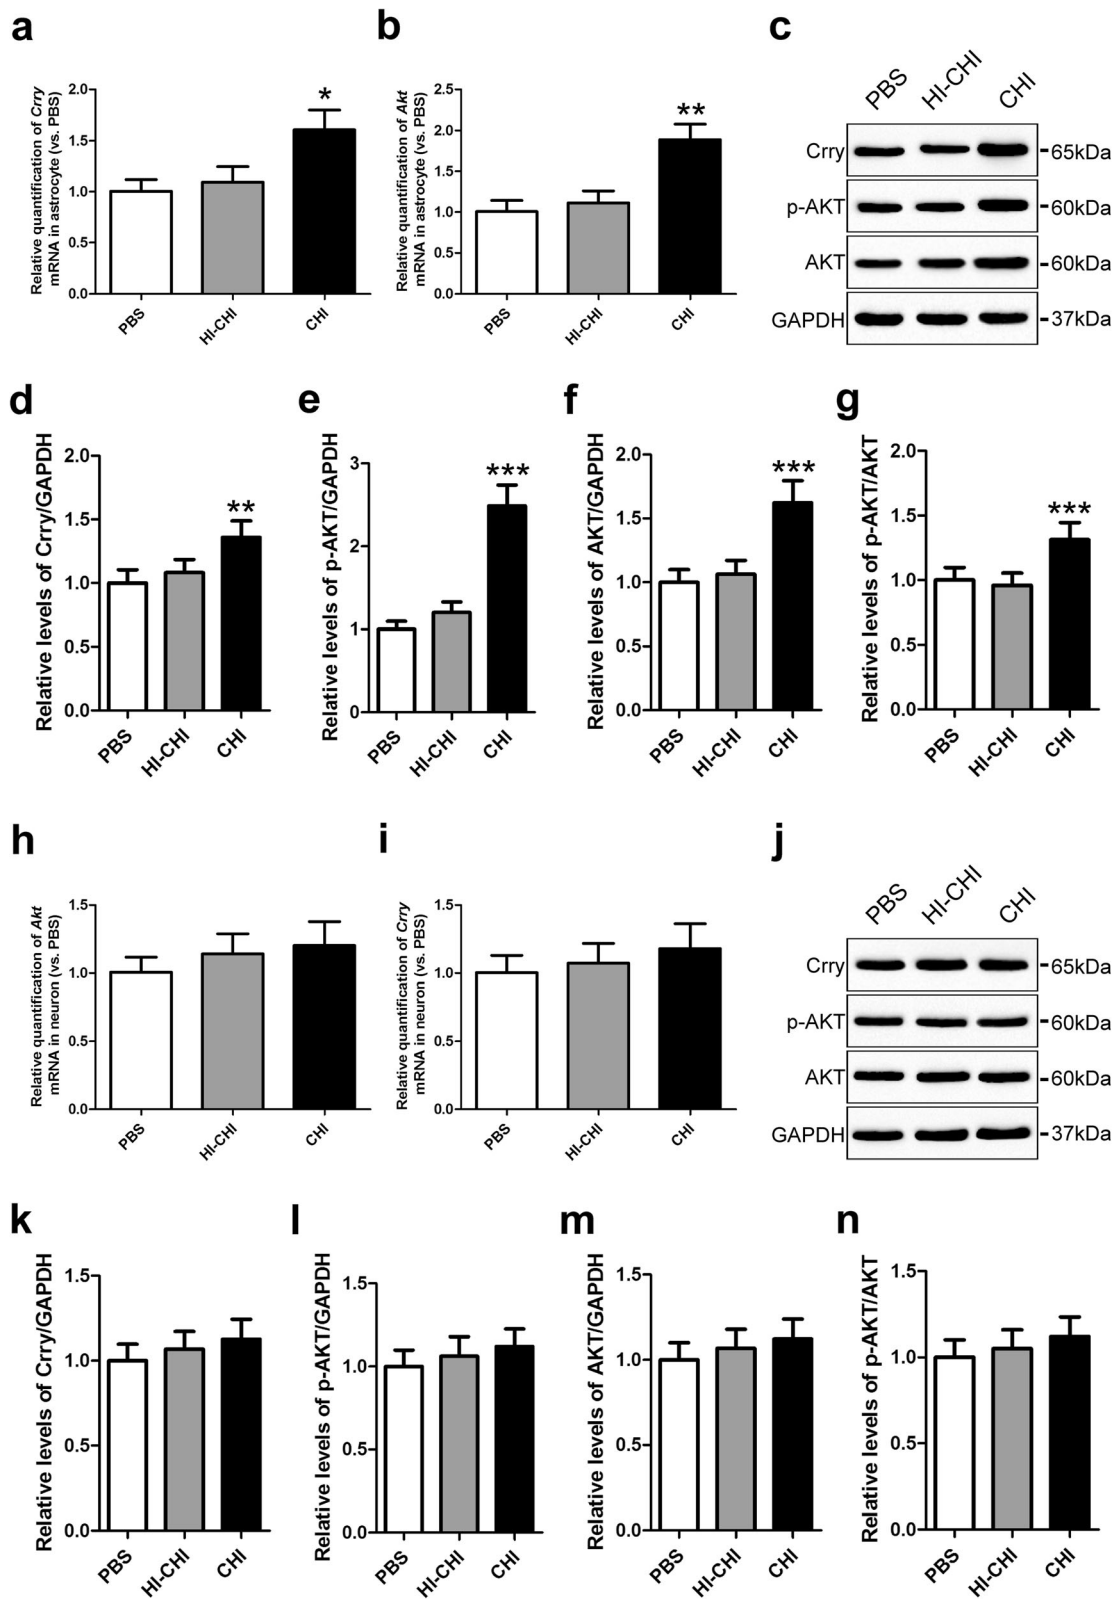 a
Relative quantification of Crry
mRNA in astrocyte (vs. PBS)
2.0
1.5
1.0
0.5
0.0
*
PBS
HI-CHI
CHI
b
Relative quantification of Akt
mRNA in astrocyte (vs. PBS)
2.5
2.0
1.5
1.0
0.5
0.0
**
PBS
HI-CHI
CHI
c
PBS
HI-CHI
CHI
Crry
65kDa
p-AKT
60kDa
AKT
60kDa
GAPDH
37kDa
d
Relative levels of Crry/GAPDH
2.0
1.5
1.0
0.5
0.0
**
PBS
HI-CHI
CHI
e
Relative levels of p-AKT/GAPDH
3
2
1
0
***
PBS
HI-CHI
CHI
f
Relative levels of AKT/GAPDH
2.0
1.5
1.0
0.5
0.0
***
PBS
HI-CHI
CHI
g
Relative levels of p-AKT/AKT
2.0
1.5
1.0
0.5
0.0
***
PBS
HI-CHI
CHI
h
Relative quantification of Akt
mRNA in neuron (vs. PBS)
1.5
1.0
0.5
0.0
PBS
HI-CHI
CHI
i
Relative quantification of Crry
mRNA in neuron (vs. PBS)
1.5
1.0
0.5
0.0
PBS
HI-CHI
CHI
j
PBS
HI-CHI
CHI
Crry
65kDa
p-AKT
60kDa
AKT
60kDa
GAPDH
37kDa
k
Relative levels of Crry/GAPDH
1.5
1.0
0.5
0.0
PBS
HI-CHI
CHI
l
Relative levels of p-AKT/GAPDH
1.5
1.0
0.5
0.0
PBS
HI-CHI
CHI
m
Relative levels of AKT/GAPDH
1.5
1.0
0.5
0.0
PBS
HI-CHI
CHI
n
Relative levels of p-AKT/AKT
1.5
1.0
0.5
0.0
PBS
HI-CHI
CHI